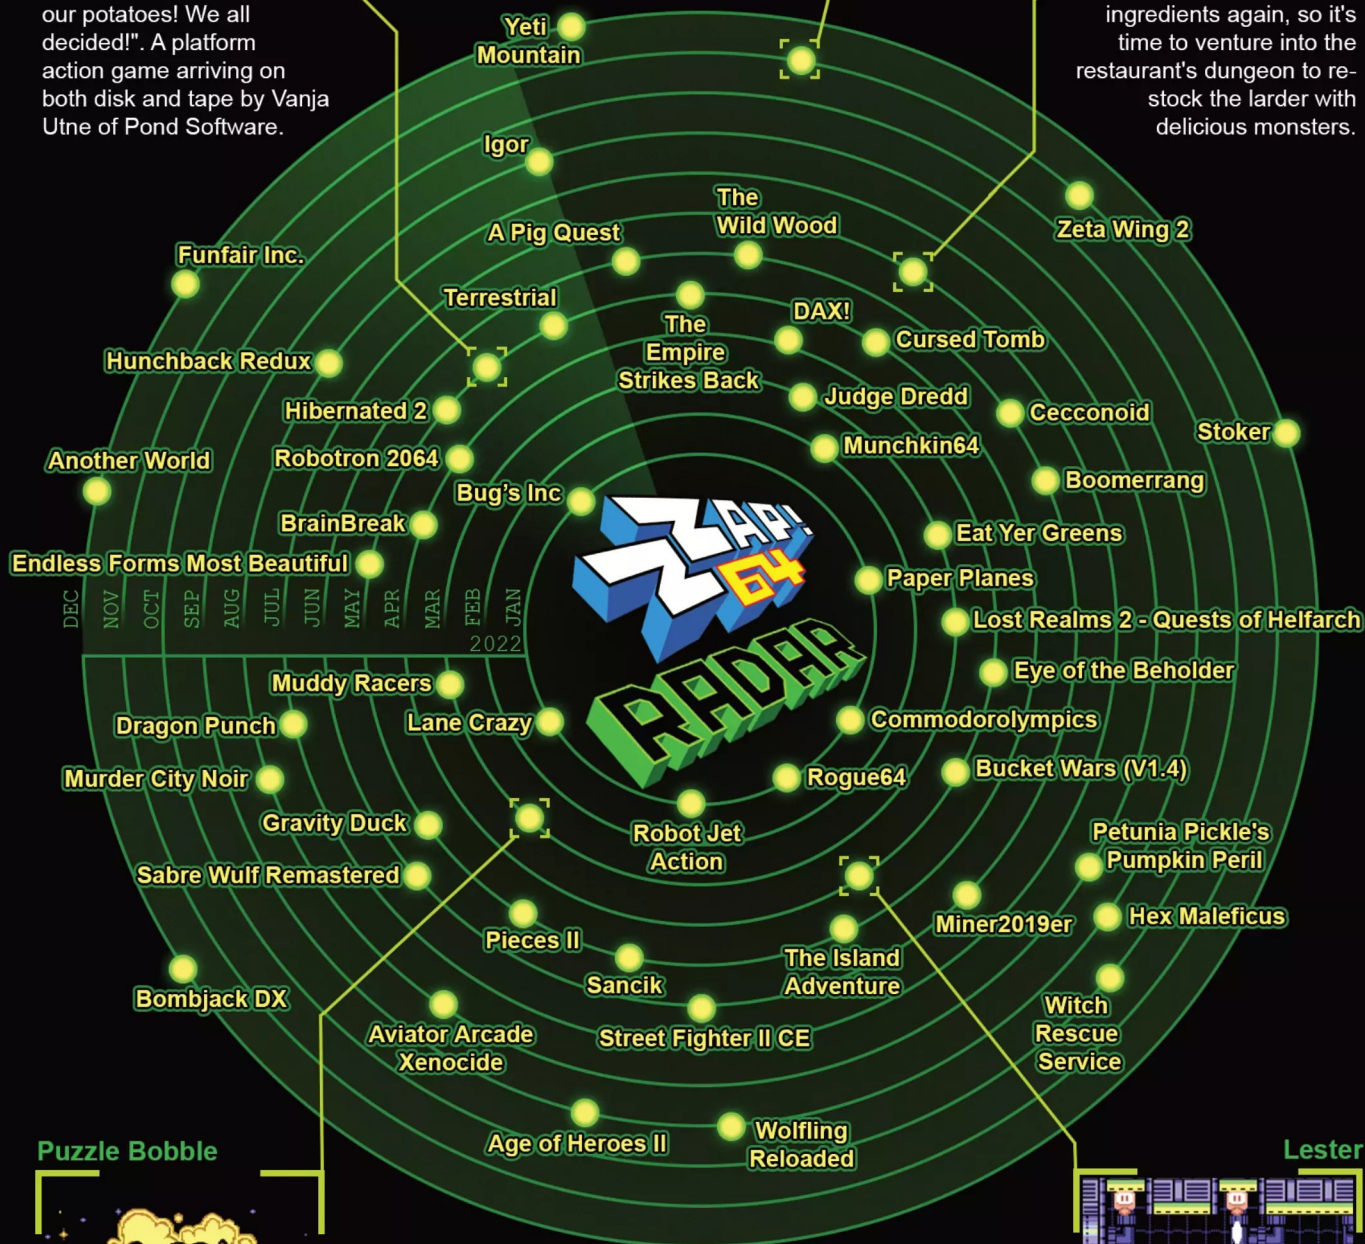 our potatoes! We all
decided!". A platform
action game arriving on
both disk and tape by Vanja
Utne of Pond Software.
ingredients again, so it's
time to venture into the
restaurant's dungeon to re-
stock the larder with
delicious monsters.
Yeti
Mountain
Igor
The
Wild Wood
A Pig Quest
Zeta Wing 2
Funfair Inc.
Terrestrial
DAX!
The
Empire
Strikes Back
Cursed Tomb
Hunchback Redux
Judge Dredd
Hibernated 2
Cecconoid
Stoker
Munchkin64
Another World
Robotron 2064
Boomerrang
Bug's Inc
ZZAP! 64
BrainBreak
Eat Yer Greens
Endless Forms Most Beautiful
Paper Planes
DEC
NOV
OCT
SEP
AUG
JUL
JUN
MAY
APR
MAR
FEB
JAN
2022
Lost Realms 2 - Quests of Helfarch
RADAR
Eye of the Beholder
Muddy Racers
Dragon Punch
Lane Crazy
Commodorolympics
Murder City Noir
Rogue64
Bucket Wars (V1.4)
Gravity Duck
Robot Jet
Action
Petunia Pickle's
Pumpkin Peril
Sabre Wulf Remastered
Miner2019er
Hex Maleficus
Pieces II
The Island
Adventure
Sancik
Bombjack DX
Witch
Rescue
Service
Aviator Arcade
Xenocide
Street Fighter II CE
Age of Heroes II
Wolfling
Reloaded
Puzzle Bobble
Lester